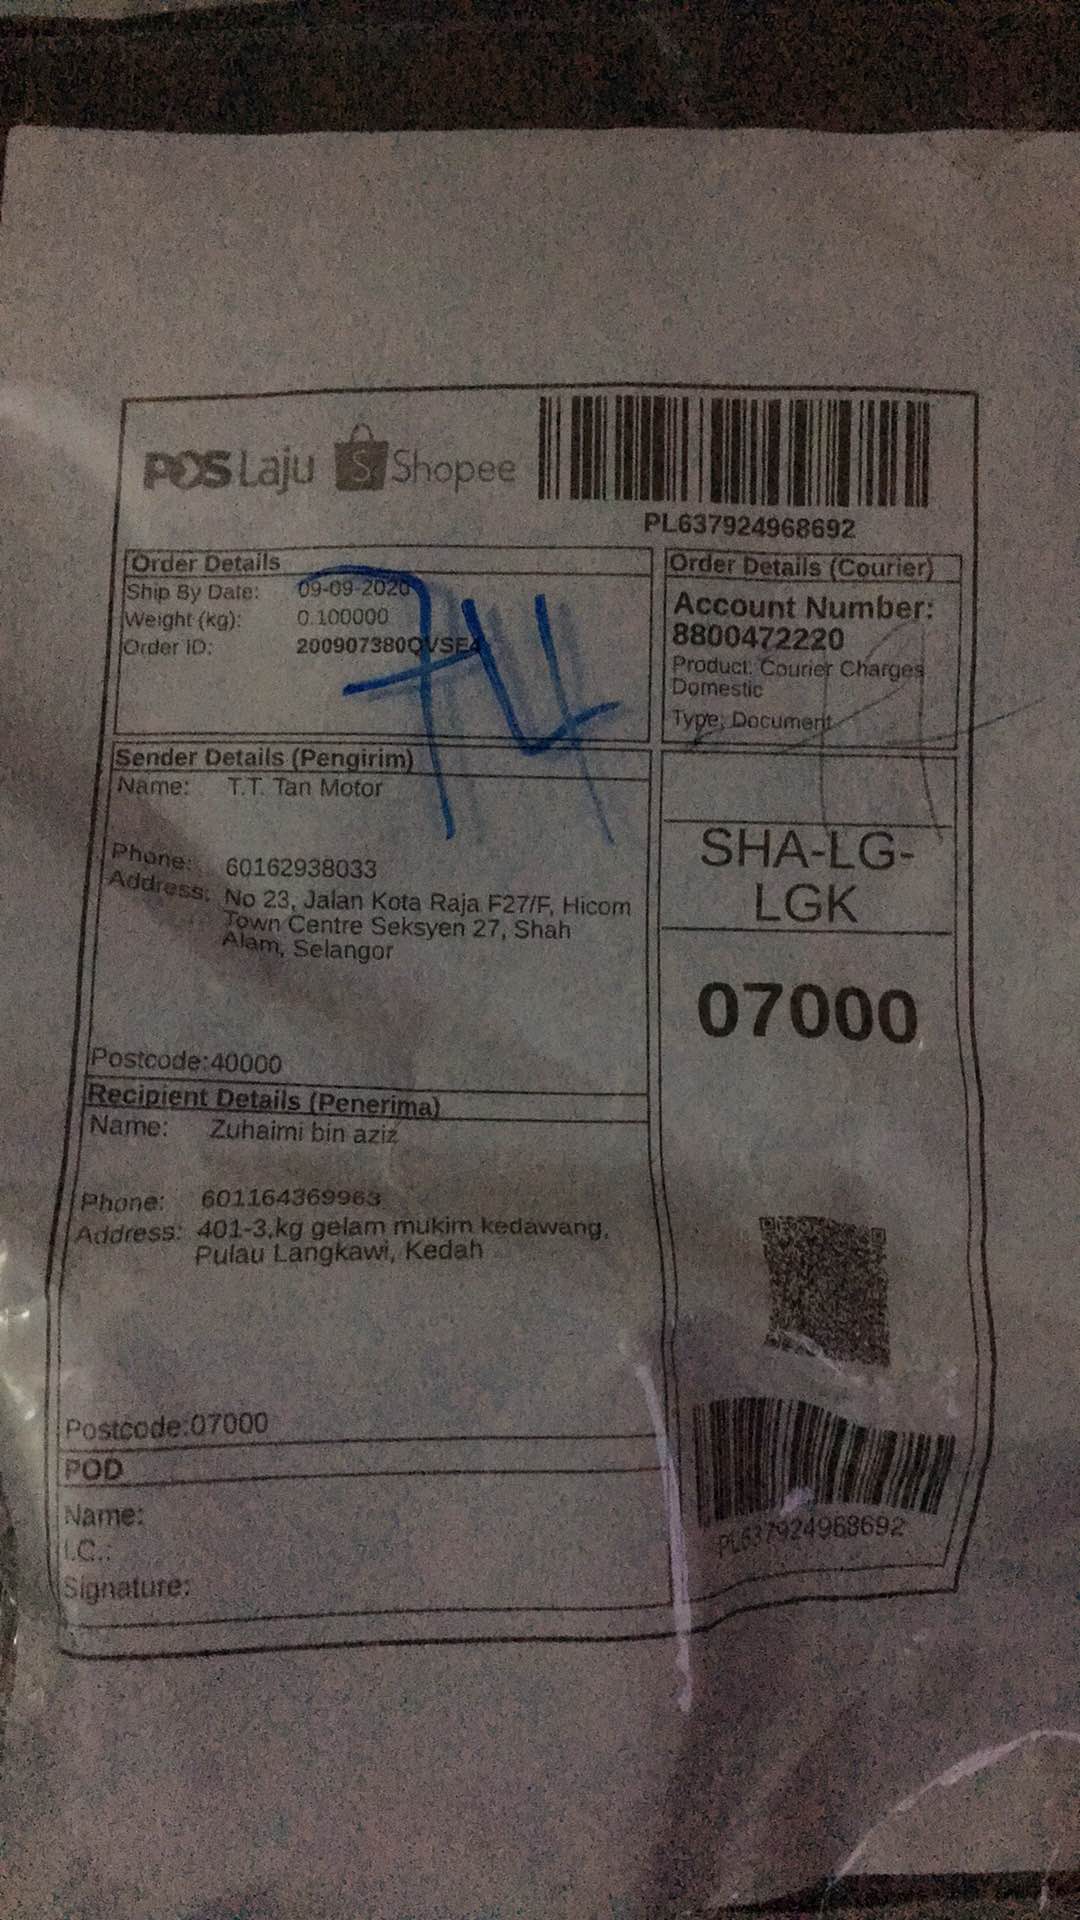 POS Laju Shopee
PL637924968692
Order Details
Ship By Date: 09-09-2020
Weight (kg): 0.100000
Order ID: 200907380QVSE4
74
Order Details (Courier)
Account Number:
8800472220
Product: Courier Charges
Domestic
Type: Document
Sender Details (Pengirim)
Name: T.T. Tan Motor
Phone: 60162938033
Address: No 23, Jalan Kota Raja F27/F, Hicom
Town Centre Seksyen 27, Shah
Alam, Selangor
Postcode:40000
SHA-LG-
LGK
07000
Recipient Details (Penerima)
Name: Zuhaimi bin aziz
Phone: 601164369963
Address: 401-3,kg gelam mukim kedawang,
Pulau Langkawi, Kedah
Postcode:07000
POD
Name:
I.C.:
Signature:
PL637924968692